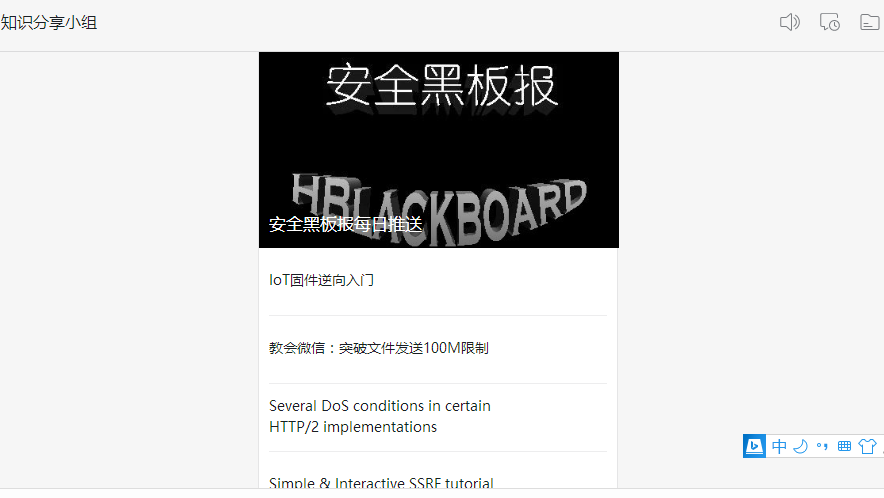 知识分享小组
安全黑板报
HBLACKBOARD
安全黑板报每日推送
IoT固件逆向入门
教会微信：突破文件发送100M限制
Several DoS conditions in certain
HTTP/2 implementations
Simple & Interactive SSRF tutorial
中